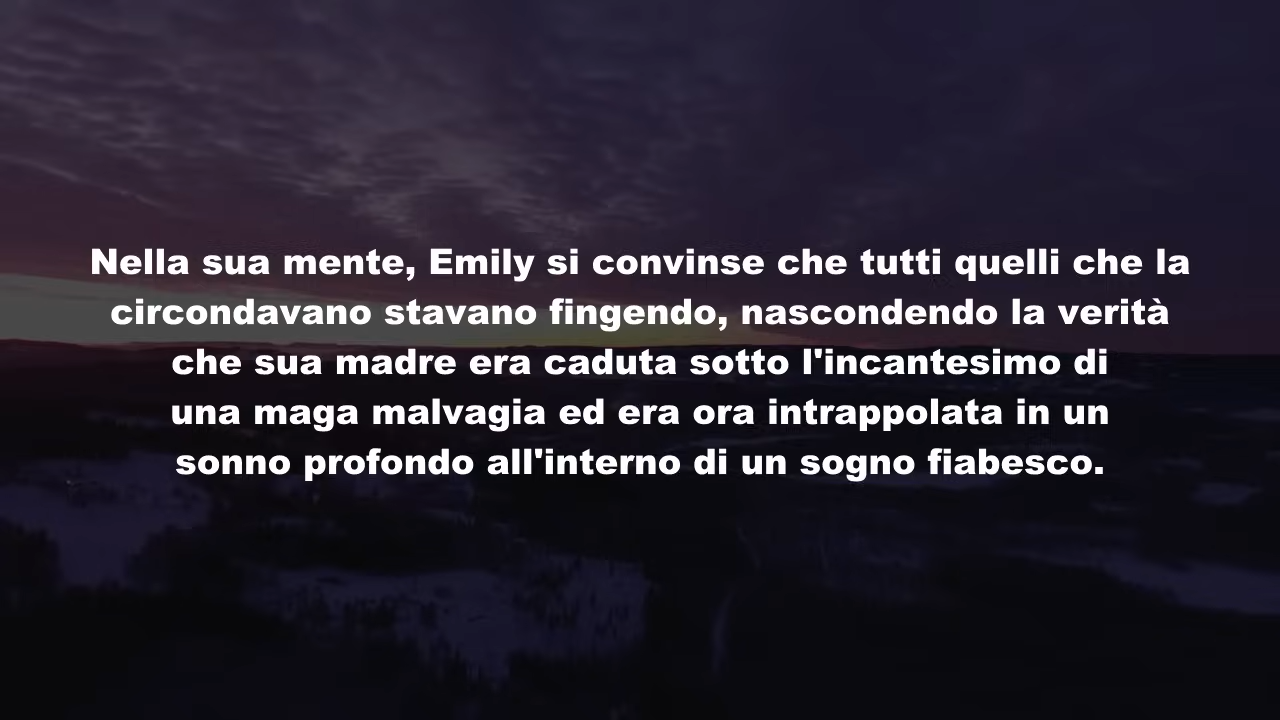 Nella sua mente, Emily si convinse che tutti quelli che la
circondavano stavano fingendo, nascondendo la verità
che sua madre era caduta sotto l'incantesimo di
una maga malvagia ed era ora intrappolata in un
sonno profondo all'interno di un sogno fiabesco.